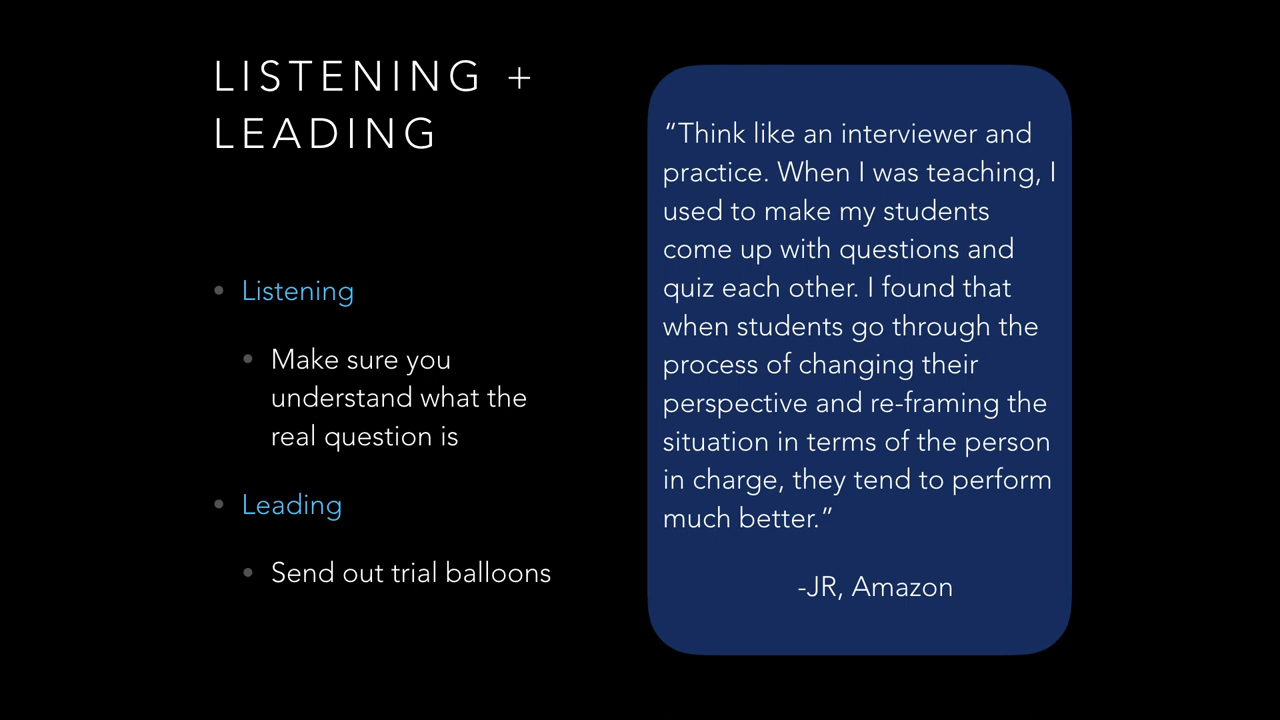 LISTENING +
LEADING
• Listening
• Make sure you
understand what the
real question is
• Leading
• Send out trial balloons
“Think like an interviewer and
practice. When I was teaching, I
used to make my students
come up with questions and
quiz each other. I found that
when students go through the
process of changing their
perspective and re-framing the
situation in terms of the person
in charge, they tend to perform
much better.”
-JR, Amazon